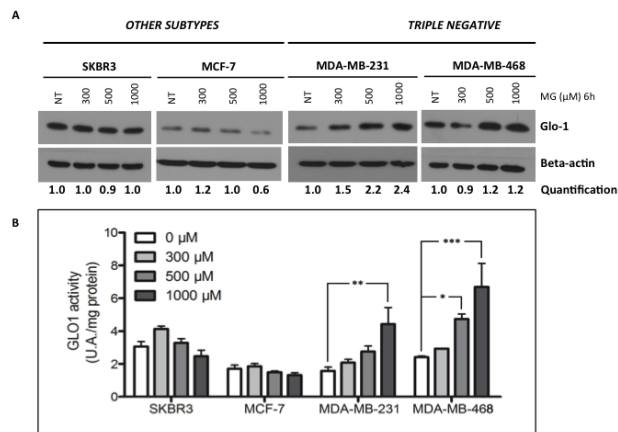 A
OTHER SUBTYPES TRIPLE NEGATIVE
SKBR3 MCF-7 MDA-MB-231 MDA-MB-468
NT 300 500 1000 NT 300 500 1000 NT 300 500 1000 NT 300 500 1000 MG (µM) 6h
Glo-1
Beta-actin
1.0 1.0 0.9 1.0 1.0 1.2 1.0 0.6 1.0 1.5 2.2 2.4 1.0 0.9 1.2 1.2 Quantification
B
GLO1 activity
(U.A./mg protein)
10
8
6
4
2
0
0 µM
300 µM
500 µM
1000 µM
**
***
*
SKBR3 MCF-7 MDA-MB-231 MDA-MB-468